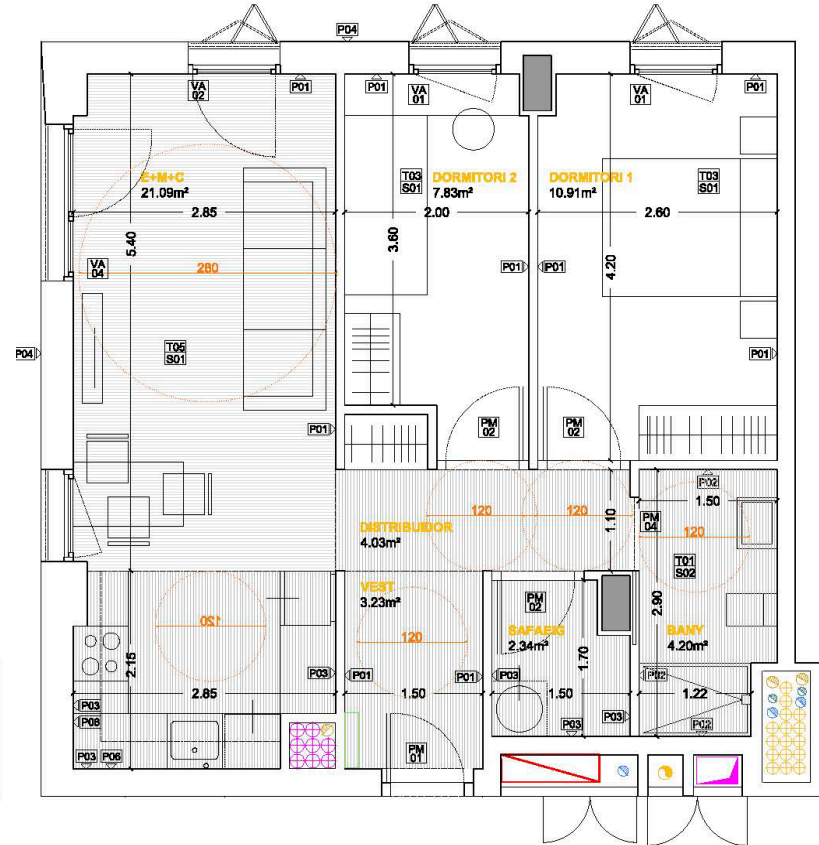 P04
VA
02
P01
P01
VA
01
VA
01
P01
E+M+C
21.09m²
T03
S01
DORMITORI 2
7.83m²
DORMITORI 1
10.91m²
T03
S01
2.85
2.00
2.60
5.40
3.60
4.20
VA
04
280
P01
P01
P04
T05
S01
P01
P01
PM
02
PM
02
P02
1.50
120
120
1.10
PM
04
120
DISTRIBUIDOR
4.03m²
T01
S02
VEST
3.23m²
PM
02
2.90
120
120
SAFAEIG
2.34m²
BANY
4.20m²
2.15
1.70
P03
P01
P01
P03
P02
2.85
1.50
1.50
1.22
P03
P08
P03
P03
P02
P03
P06
PM
01